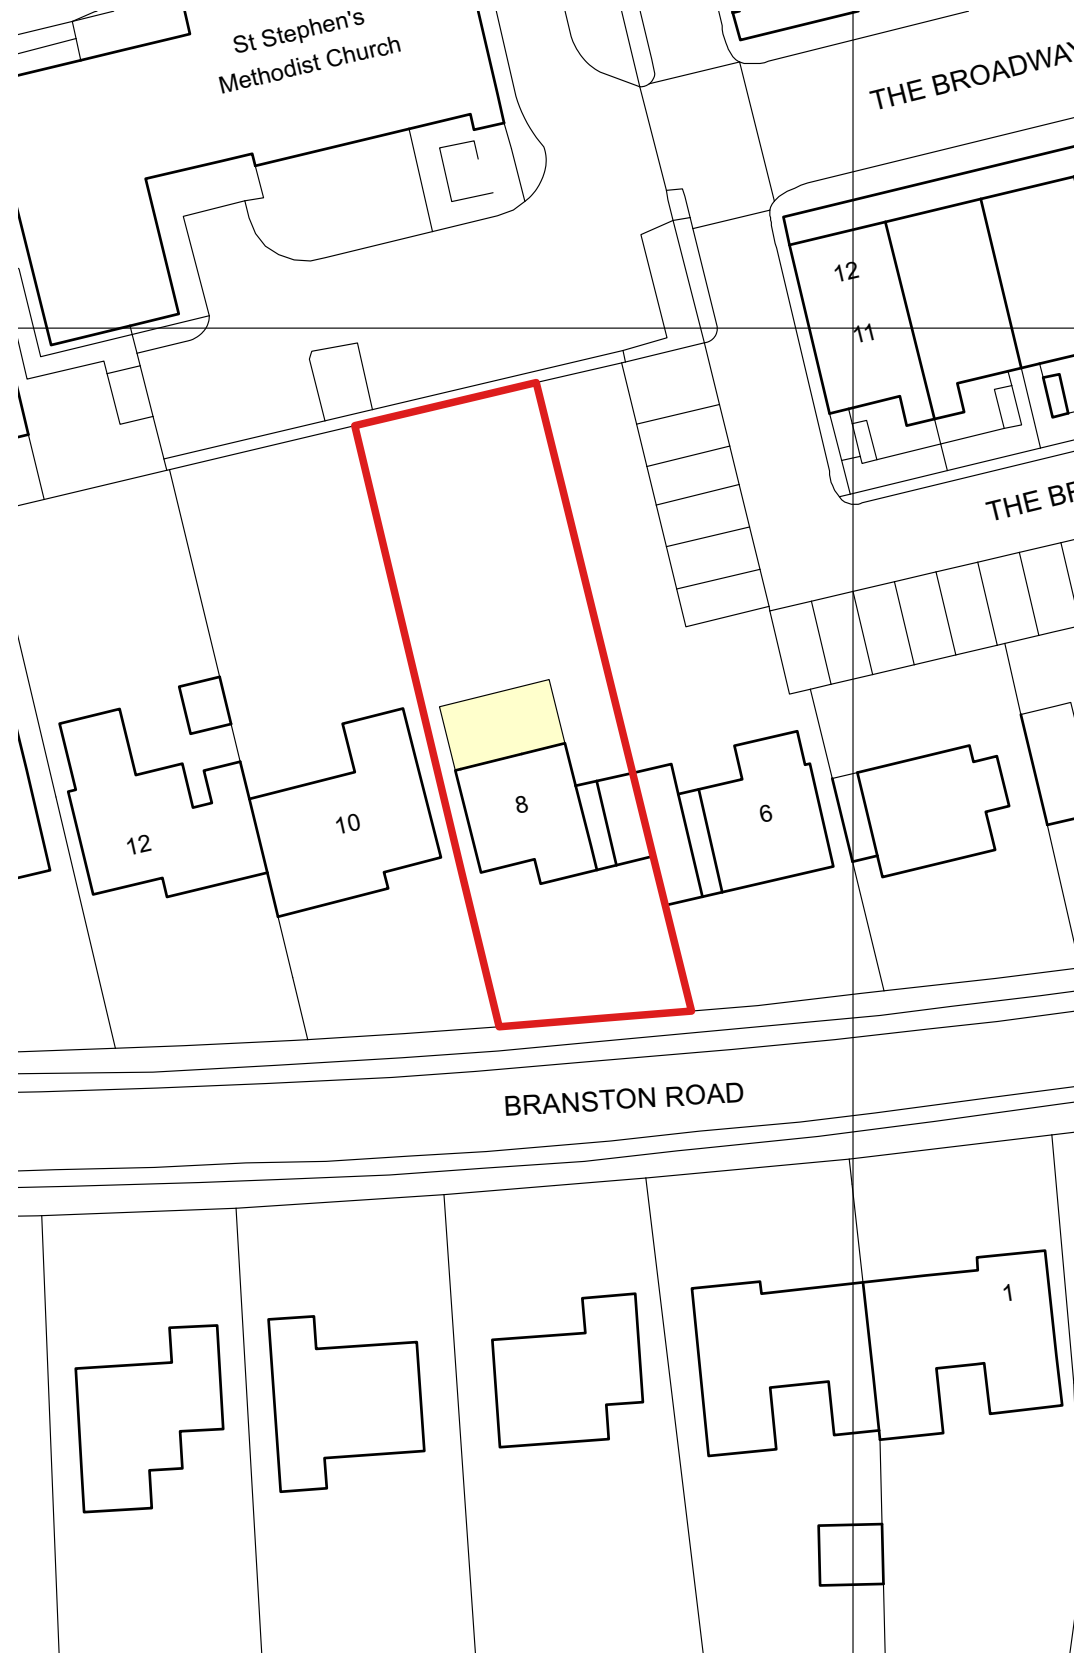 St Stephen's
Methodist Church
THE BROADWAY
12
11
THE BR
8
6
10
12
BRANSTON ROAD
1